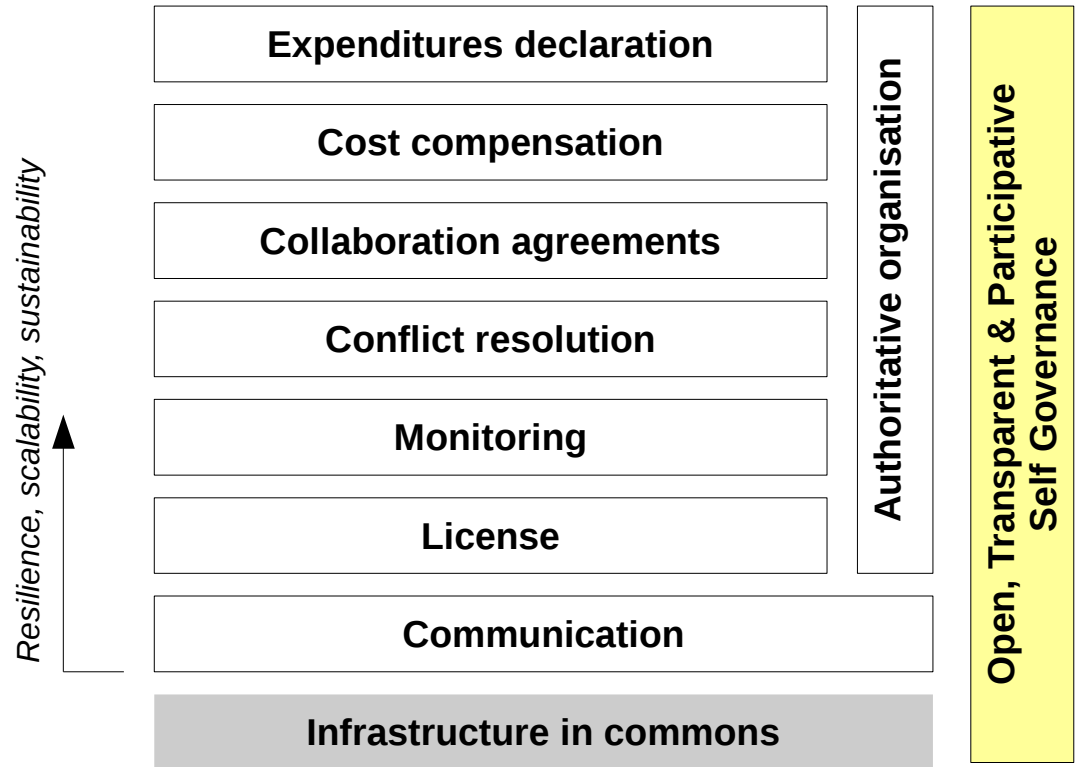 Expenditures declaration
Cost compensation
Collaboration agreements
Conflict resolution
Monitoring
License
Communication
Infrastructure in commons
Authoritative organisation
Open, Transparent & Participative
Self Governance
Resilience, scalability, sustainability